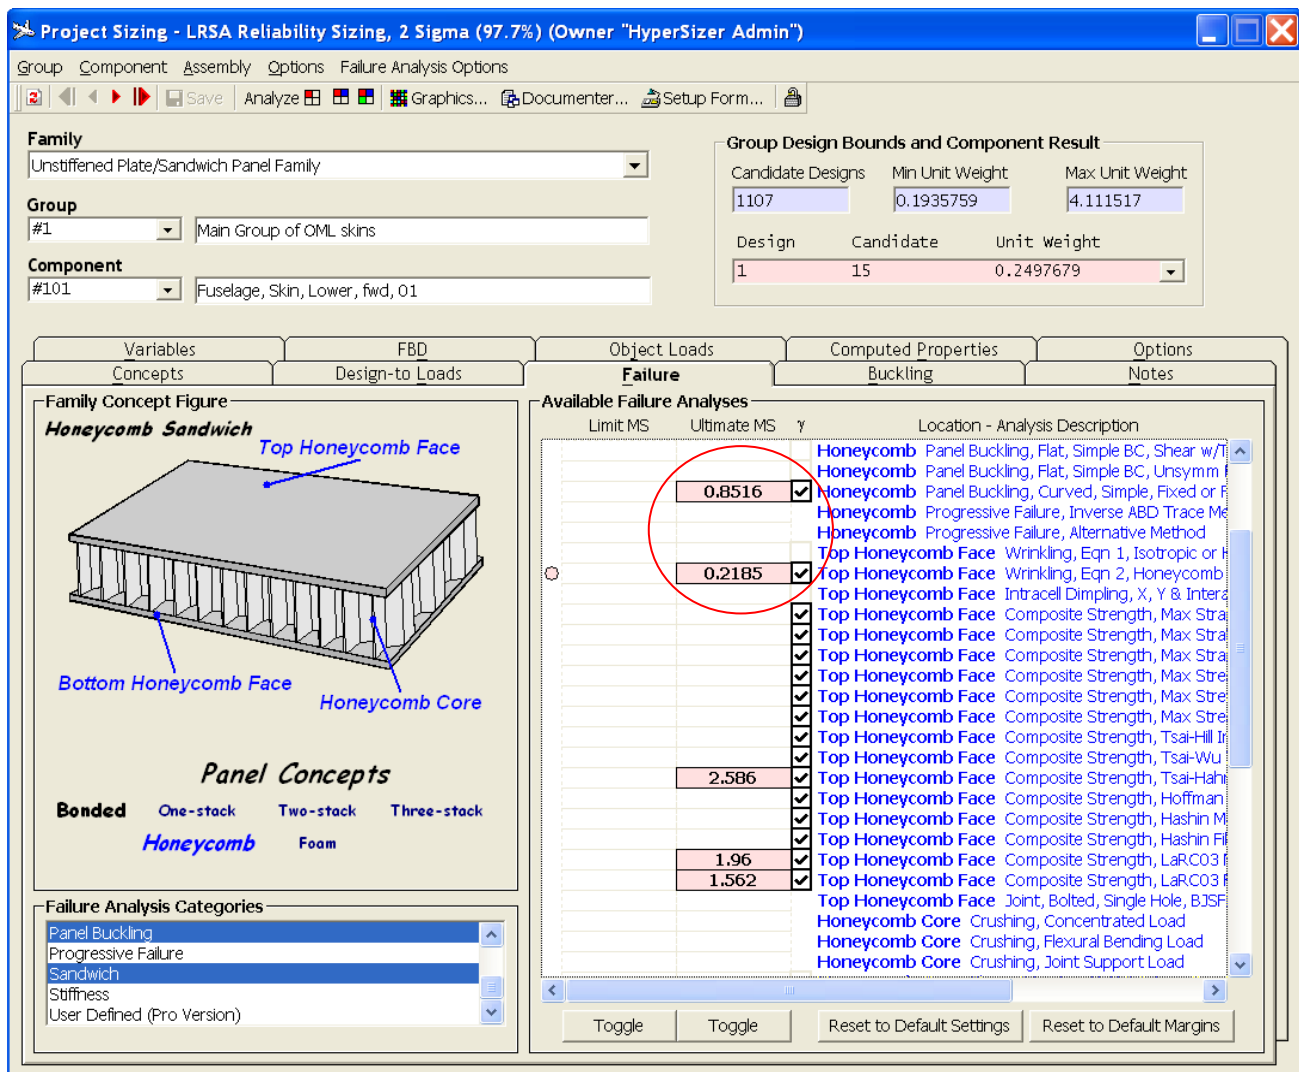 Project Sizing - LRSA Reliability Sizing, 2 Sigma (97.7%) (Owner "HyperSizer Admin")
Group Component Assembly Options Failure Analysis Options
Save Analyze Graphics... Documenter... Setup Form...
Family
Unstiffened Plate/Sandwich Panel Family
Group
#1 Main Group of OML skins
Component
#101 Fuselage, Skin, Lower, fwd, 01
Group Design Bounds and Component Result
Candidate Designs Min Unit Weight Max Unit Weight
1107 0.1935759 4.111517
Design Candidate Unit Weight
1 15 0.2497679
Variables FBD Object Loads Computed Properties Options
Concepts Design-to Loads Failure Buckling Notes
Family Concept Figure
Honeycomb Sandwich
Top Honeycomb Face
Bottom Honeycomb Face
Honeycomb Core
Panel Concepts
Bonded One-stack Two-stack Three-stack
Honeycomb Foam
Failure Analysis Categories
Panel Buckling
Progressive Failure
Sandwich
Stiffness
User Defined (Pro Version)
Available Failure Analyses
Limit MS Ultimate MS γ Location - Analysis Description
Honeycomb Panel Buckling, Flat, Simple BC, Shear w/T
Honeycomb Panel Buckling, Flat, Simple BC, Unsymm
0.8516 Honeycomb Panel Buckling, Curved, Simple, Fixed or F
Honeycomb Progressive Failure, Inverse ABD Trace Me
Honeycomb Progressive Failure, Alternative Method
Top Honeycomb Face Wrinkling, Eqn 1, Isotropic or H
0.2185 Top Honeycomb Face Wrinkling, Eqn 2, Honeycomb
Top Honeycomb Face Intracell Dimpling, X, Y & Intera
Top Honeycomb Face Composite Strength, Max Stra
Top Honeycomb Face Composite Strength, Max Stra
Top Honeycomb Face Composite Strength, Max Stra
Top Honeycomb Face Composite Strength, Max Stre
Top Honeycomb Face Composite Strength, Max Stre
Top Honeycomb Face Composite Strength, Max Stre
Top Honeycomb Face Composite Strength, Tsai-Hill In
Top Honeycomb Face Composite Strength, Tsai-Wu
2.586 Top Honeycomb Face Composite Strength, Tsai-Hahn
Top Honeycomb Face Composite Strength, Hoffman
Top Honeycomb Face Composite Strength, Hashin M
Top Honeycomb Face Composite Strength, Hashin Fi
1.96 Top Honeycomb Face Composite Strength, LaRC03
1.562 Top Honeycomb Face Composite Strength, LaRC03 F
Top Honeycomb Face Joint, Bolted, Single Hole, BJSF
Honeycomb Core Crushing, Concentrated Load
Honeycomb Core Crushing, Flexural Bending Load
Honeycomb Core Crushing, Joint Support Load
Toggle Toggle Reset to Default Settings Reset to Default Margins